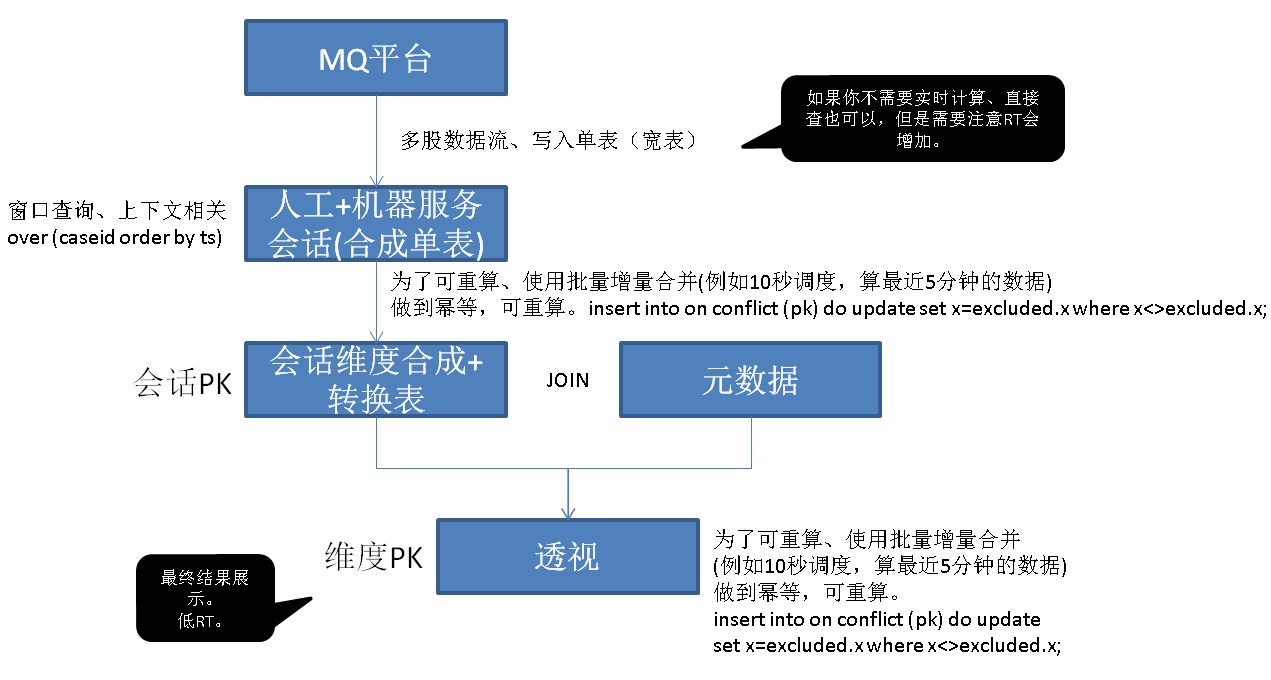 MQ平台
如果你不需要实时计算、直接
查也可以，但是需要注意RT会
增加。
多股数据流、写入单表（宽表）
窗口查询、上下文相关
over (caseid order by ts)
人工+机器服务
会话(合成单表)
为了可重算、使用批量增量合并(例如10秒调度，算最近5分钟的数据)
做到幂等，可重算。insert into on conflict (pk) do update set x=excluded.x where x<>excluded.x;
会话PK
会话维度合成+
转换表
JOIN
元数据
维度PK
透视
最终结果展
示。
低RT。
为了可重算、使用批量增量合并
(例如10秒调度，算最近5分钟的数据)
做到幂等，可重算。
insert into on conflict (pk) do update
set x=excluded.x where x<>excluded.x;